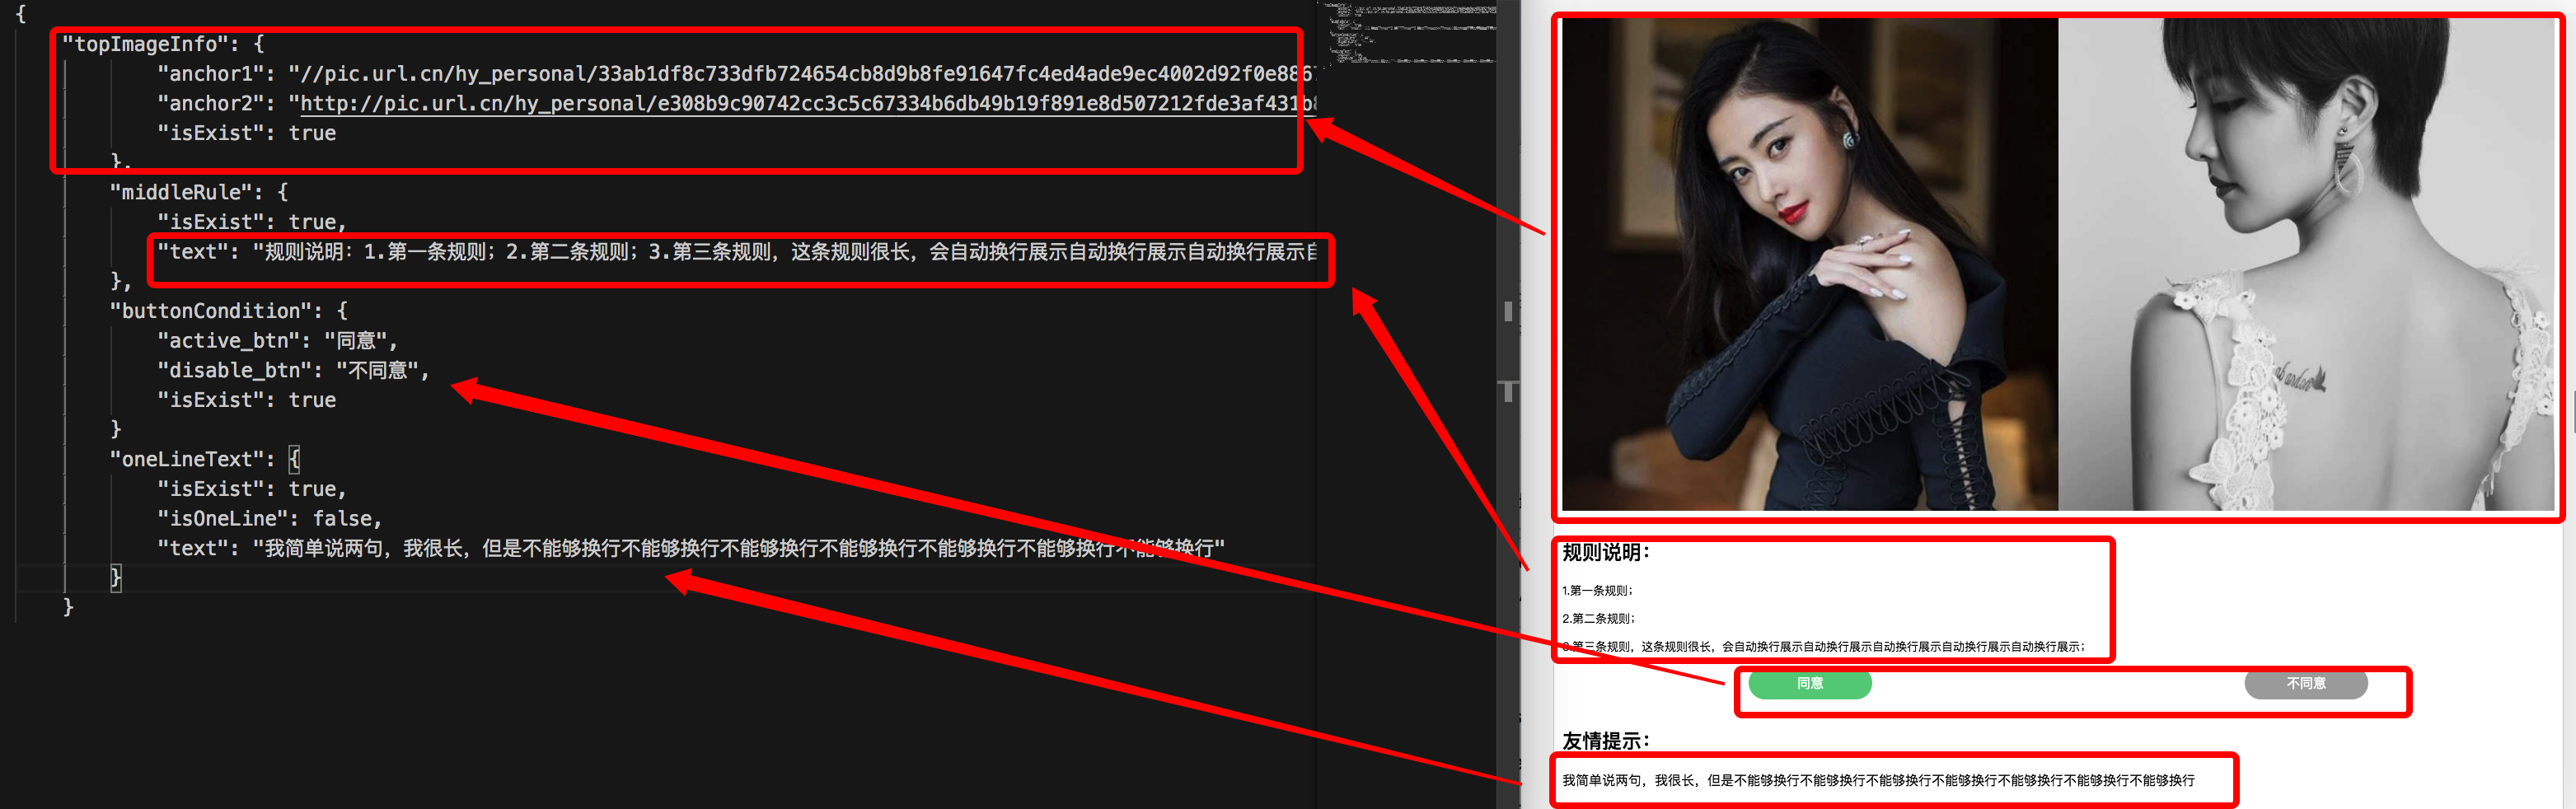 {
"topImageInfo": {
"anchor1": "//pic.url.cn/hy_personal/33ab1df8c733dfb724654cb8d9b8fe91647fc4ed4ade9ec4002d92f0e886
"anchor2": "http://pic.url.cn/hy_personal/e308b9c90742cc3c5c67334b6db49b19f891e8d507212fde3af431b8
"isExist": true
},
"middleRule": {
"isExist": true,
"text": "规则说明：1.第一条规则；2.第二条规则；3.第三条规则，这条规则很长，会自动换行展示自动换行展示自动换行展示自
},
"buttonCondition": {
"active_btn": "同意",
"disable_btn": "不同意",
"isExist": true
}
"oneLineText": {
"isExist": true,
"isOneLine": false,
"text": "我简单说两句，我很长，但是不能够换行不能够换行不能够换行不能够换行不能够换行不能够换行不能够换行"
}
}
规则说明：
1.第一条规则；
2.第二条规则；
3.第三条规则，这条规则很长，会自动换行展示自动换行展示自动换行展示自动换行展示自动换行展示；
同意
不同意
友情提示：
我简单说两句，我很长，但是不能够换行不能够换行不能够换行不能够换行不能够换行不能够换行不能够换行